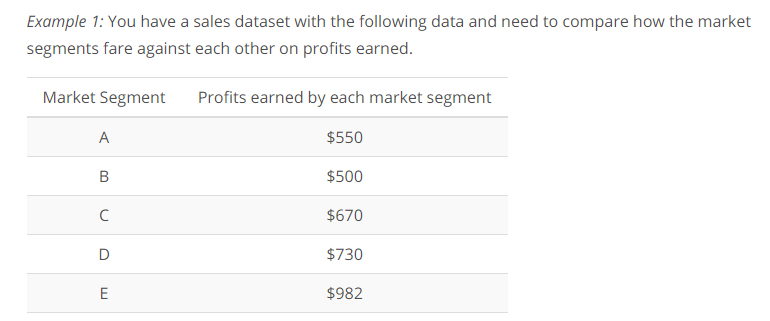 Example 1: You have a sales dataset with the following data and need to compare how the market
segments fare against each other on profits earned.
Market Segment Profits earned by each market segment
A $550
B $500
C $670
D $730
E $982